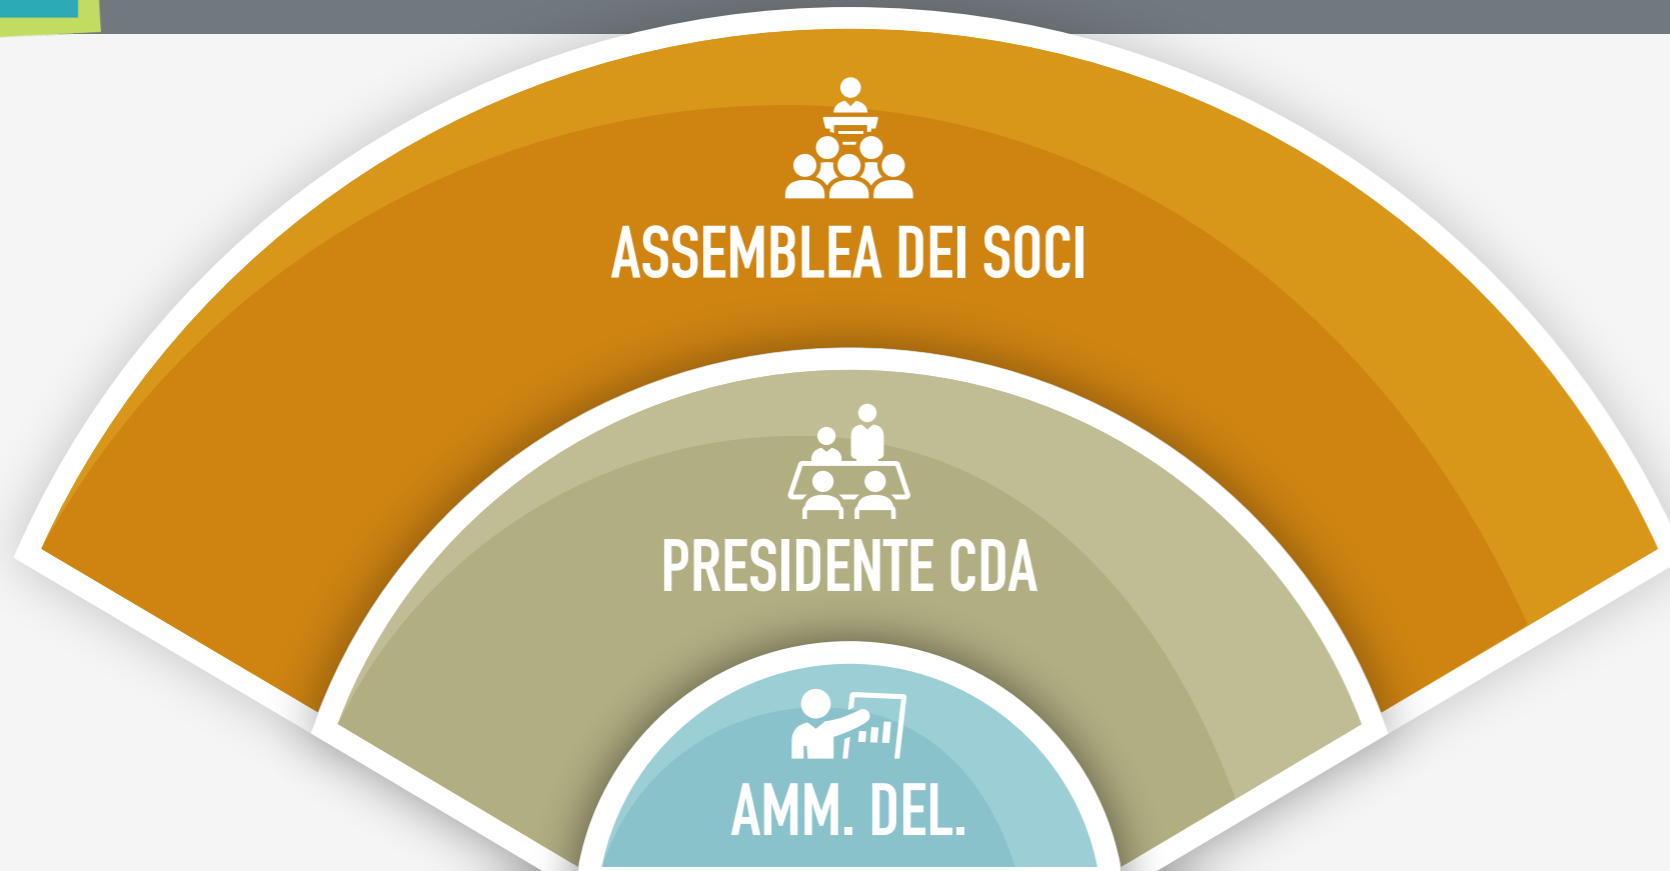 ASSEMBLEA DEI SOCI
PRESIDENTE CDA
AMM. DEL.